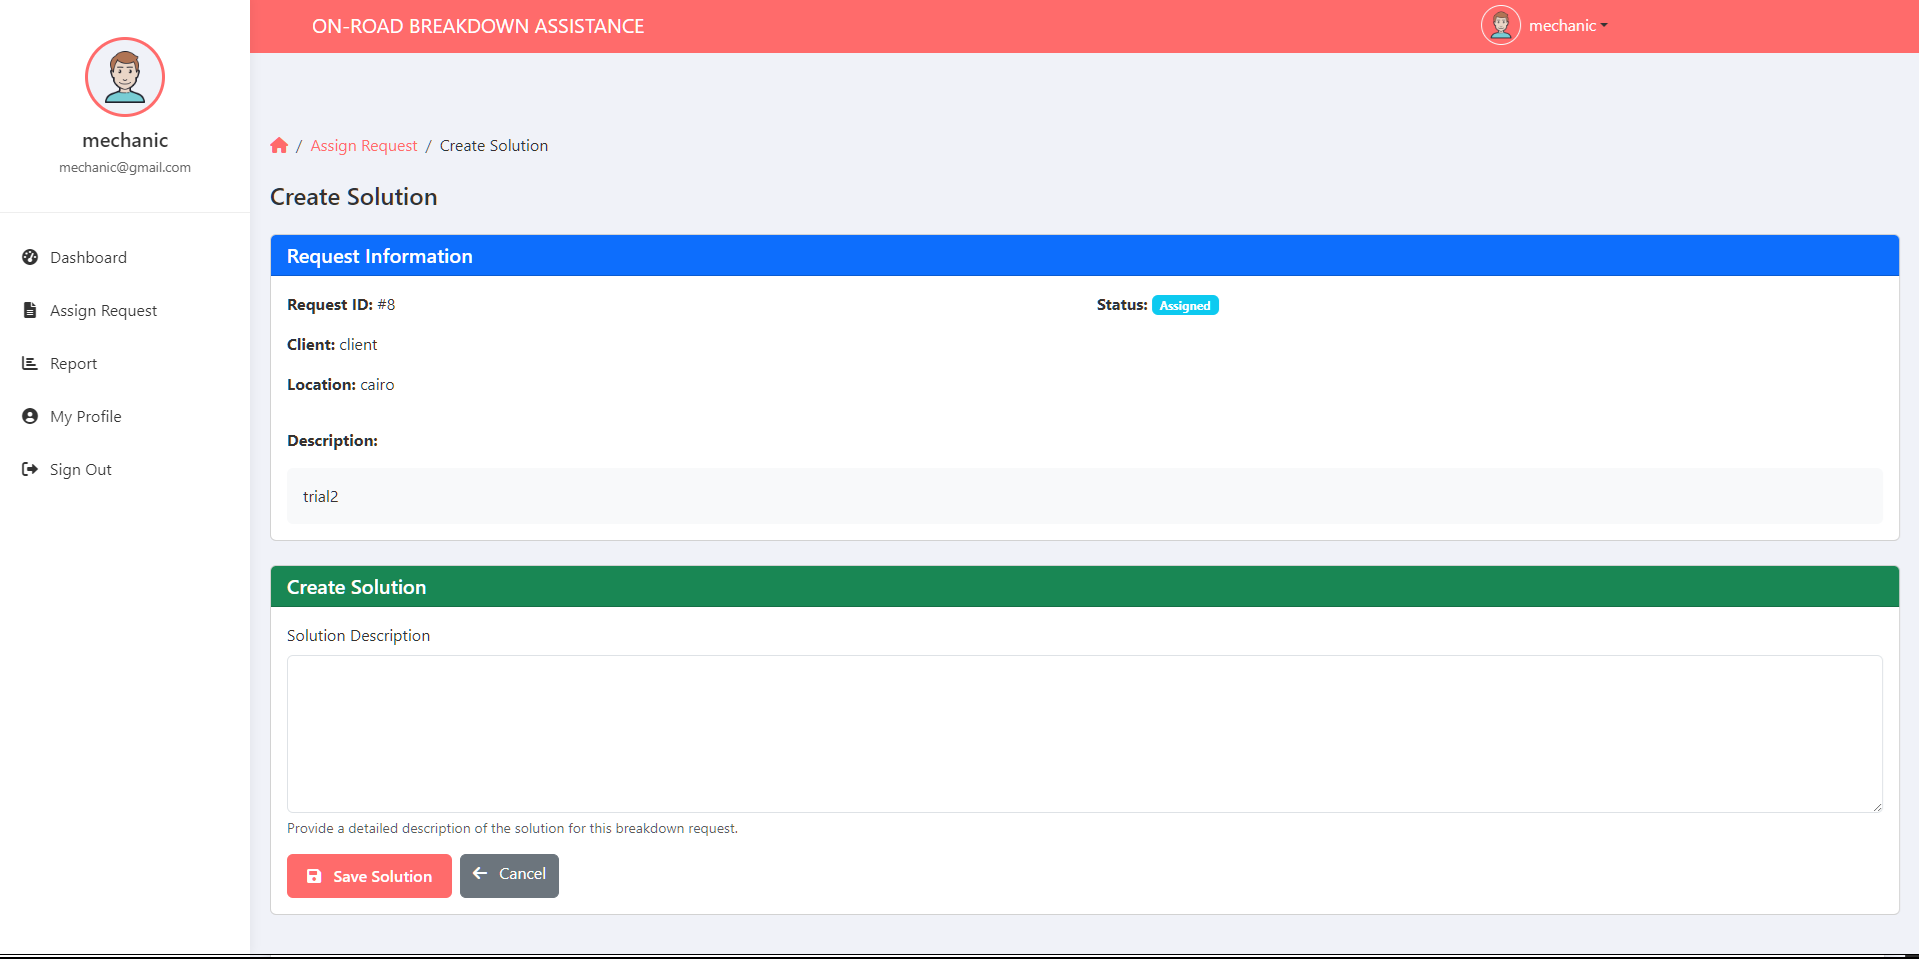 ON-ROAD BREAKDOWN ASSISTANCE
mechanic
mechanic
mechanic@gmail.com
Dashboard
Assign Request
Report
My Profile
Sign Out
/ Assign Request / Create Solution
Create Solution
Request Information
Request ID: #8
Status: Assigned
Client: client
Location: cairo
Description:
trial2
Create Solution
Solution Description
Provide a detailed description of the solution for this breakdown request.
Save Solution
Cancel